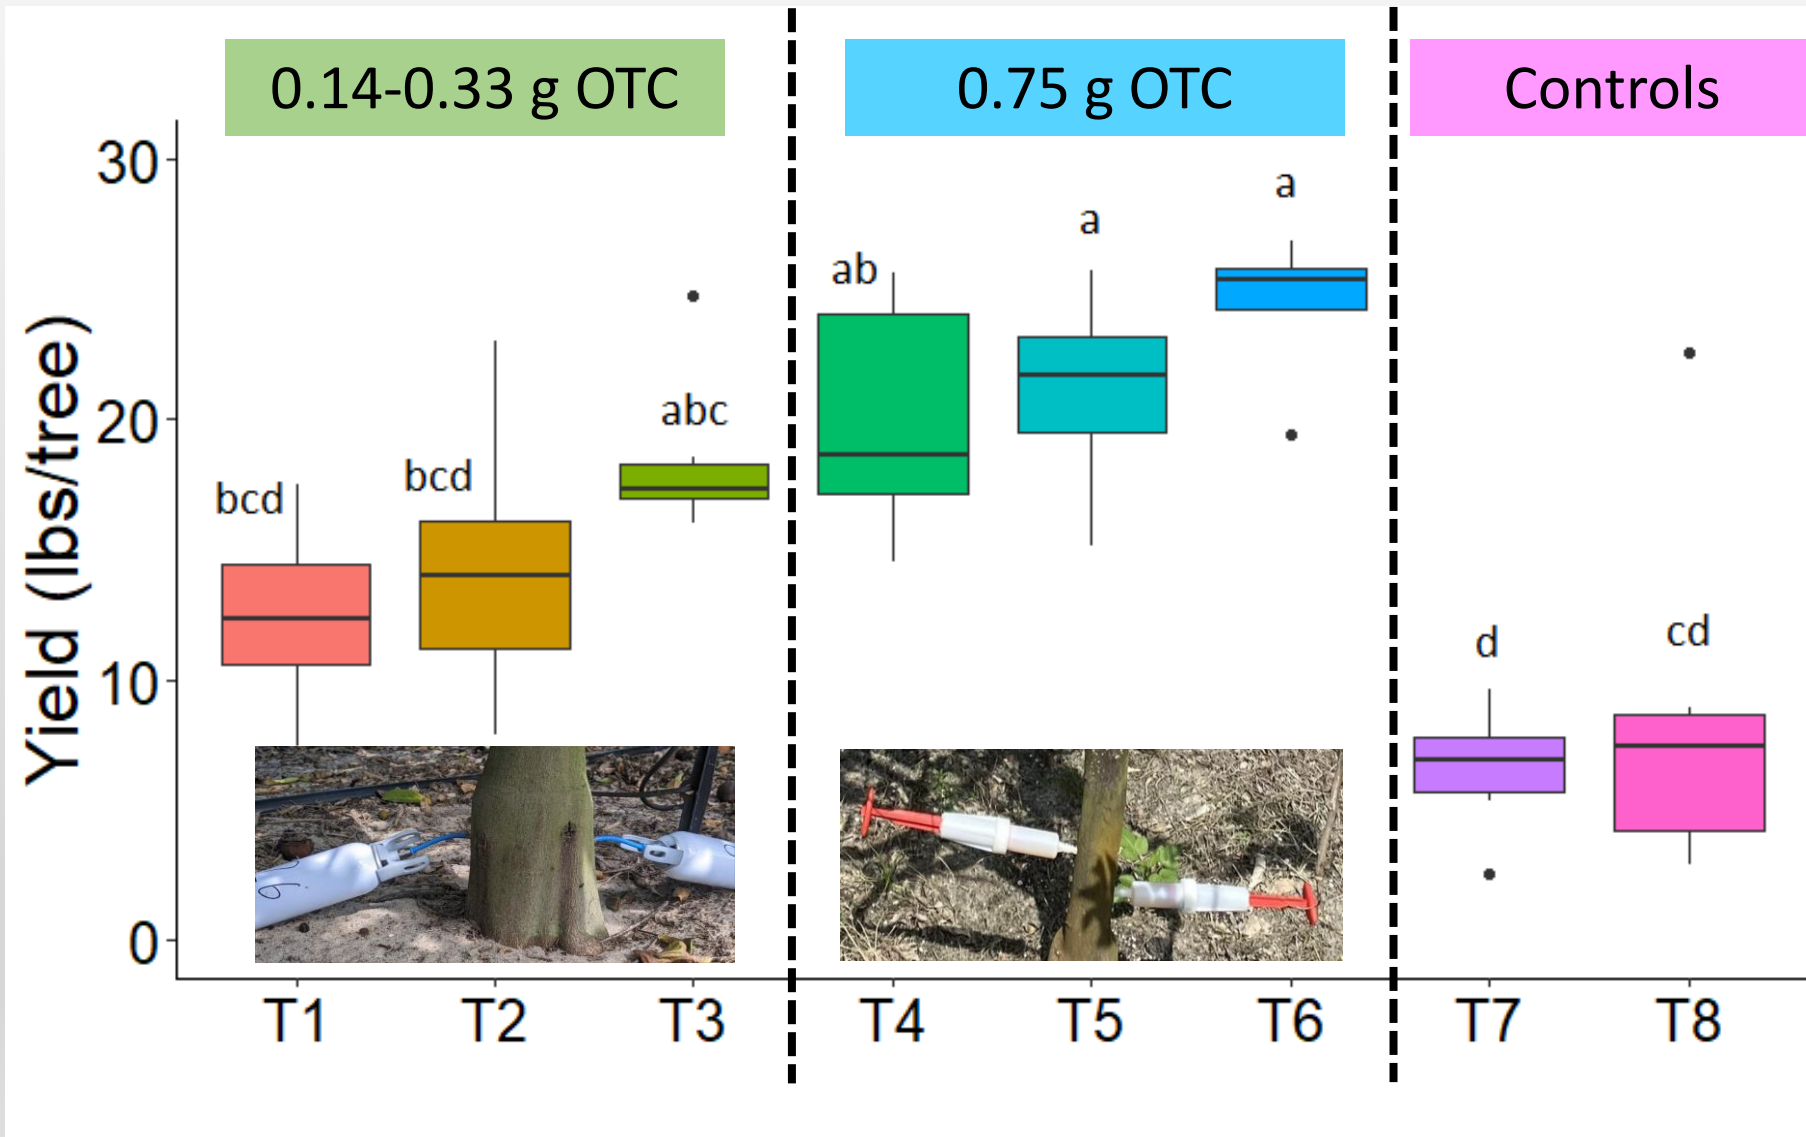 0.14-0.33 g OTC
0.75 g OTC
Controls
Yield (lbs/tree)
30
20
10
0
bcd
bcd
abc
ab
a
a
d
cd
T1
T2
T3
T4
T5
T6
T7
T8